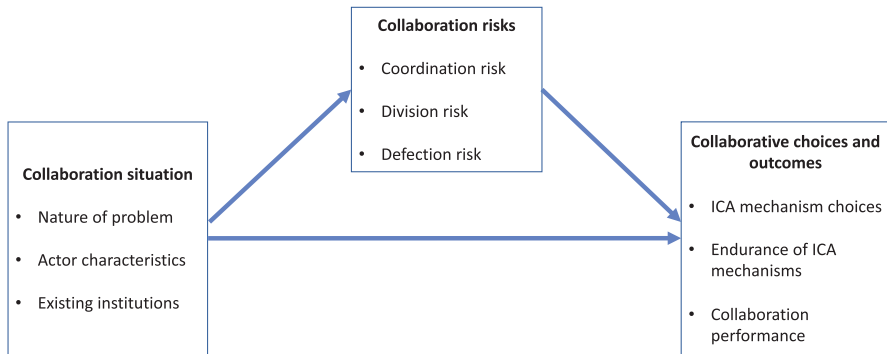 Collaboration risks
• Coordination risk
• Division risk
• Defection risk
Collaboration situation
• Nature of problem
• Actor characteristics
• Existing institutions
Collaborative choices and
outcomes
• ICA mechanism choices
• Endurance of ICA
mechanisms
• Collaboration
performance